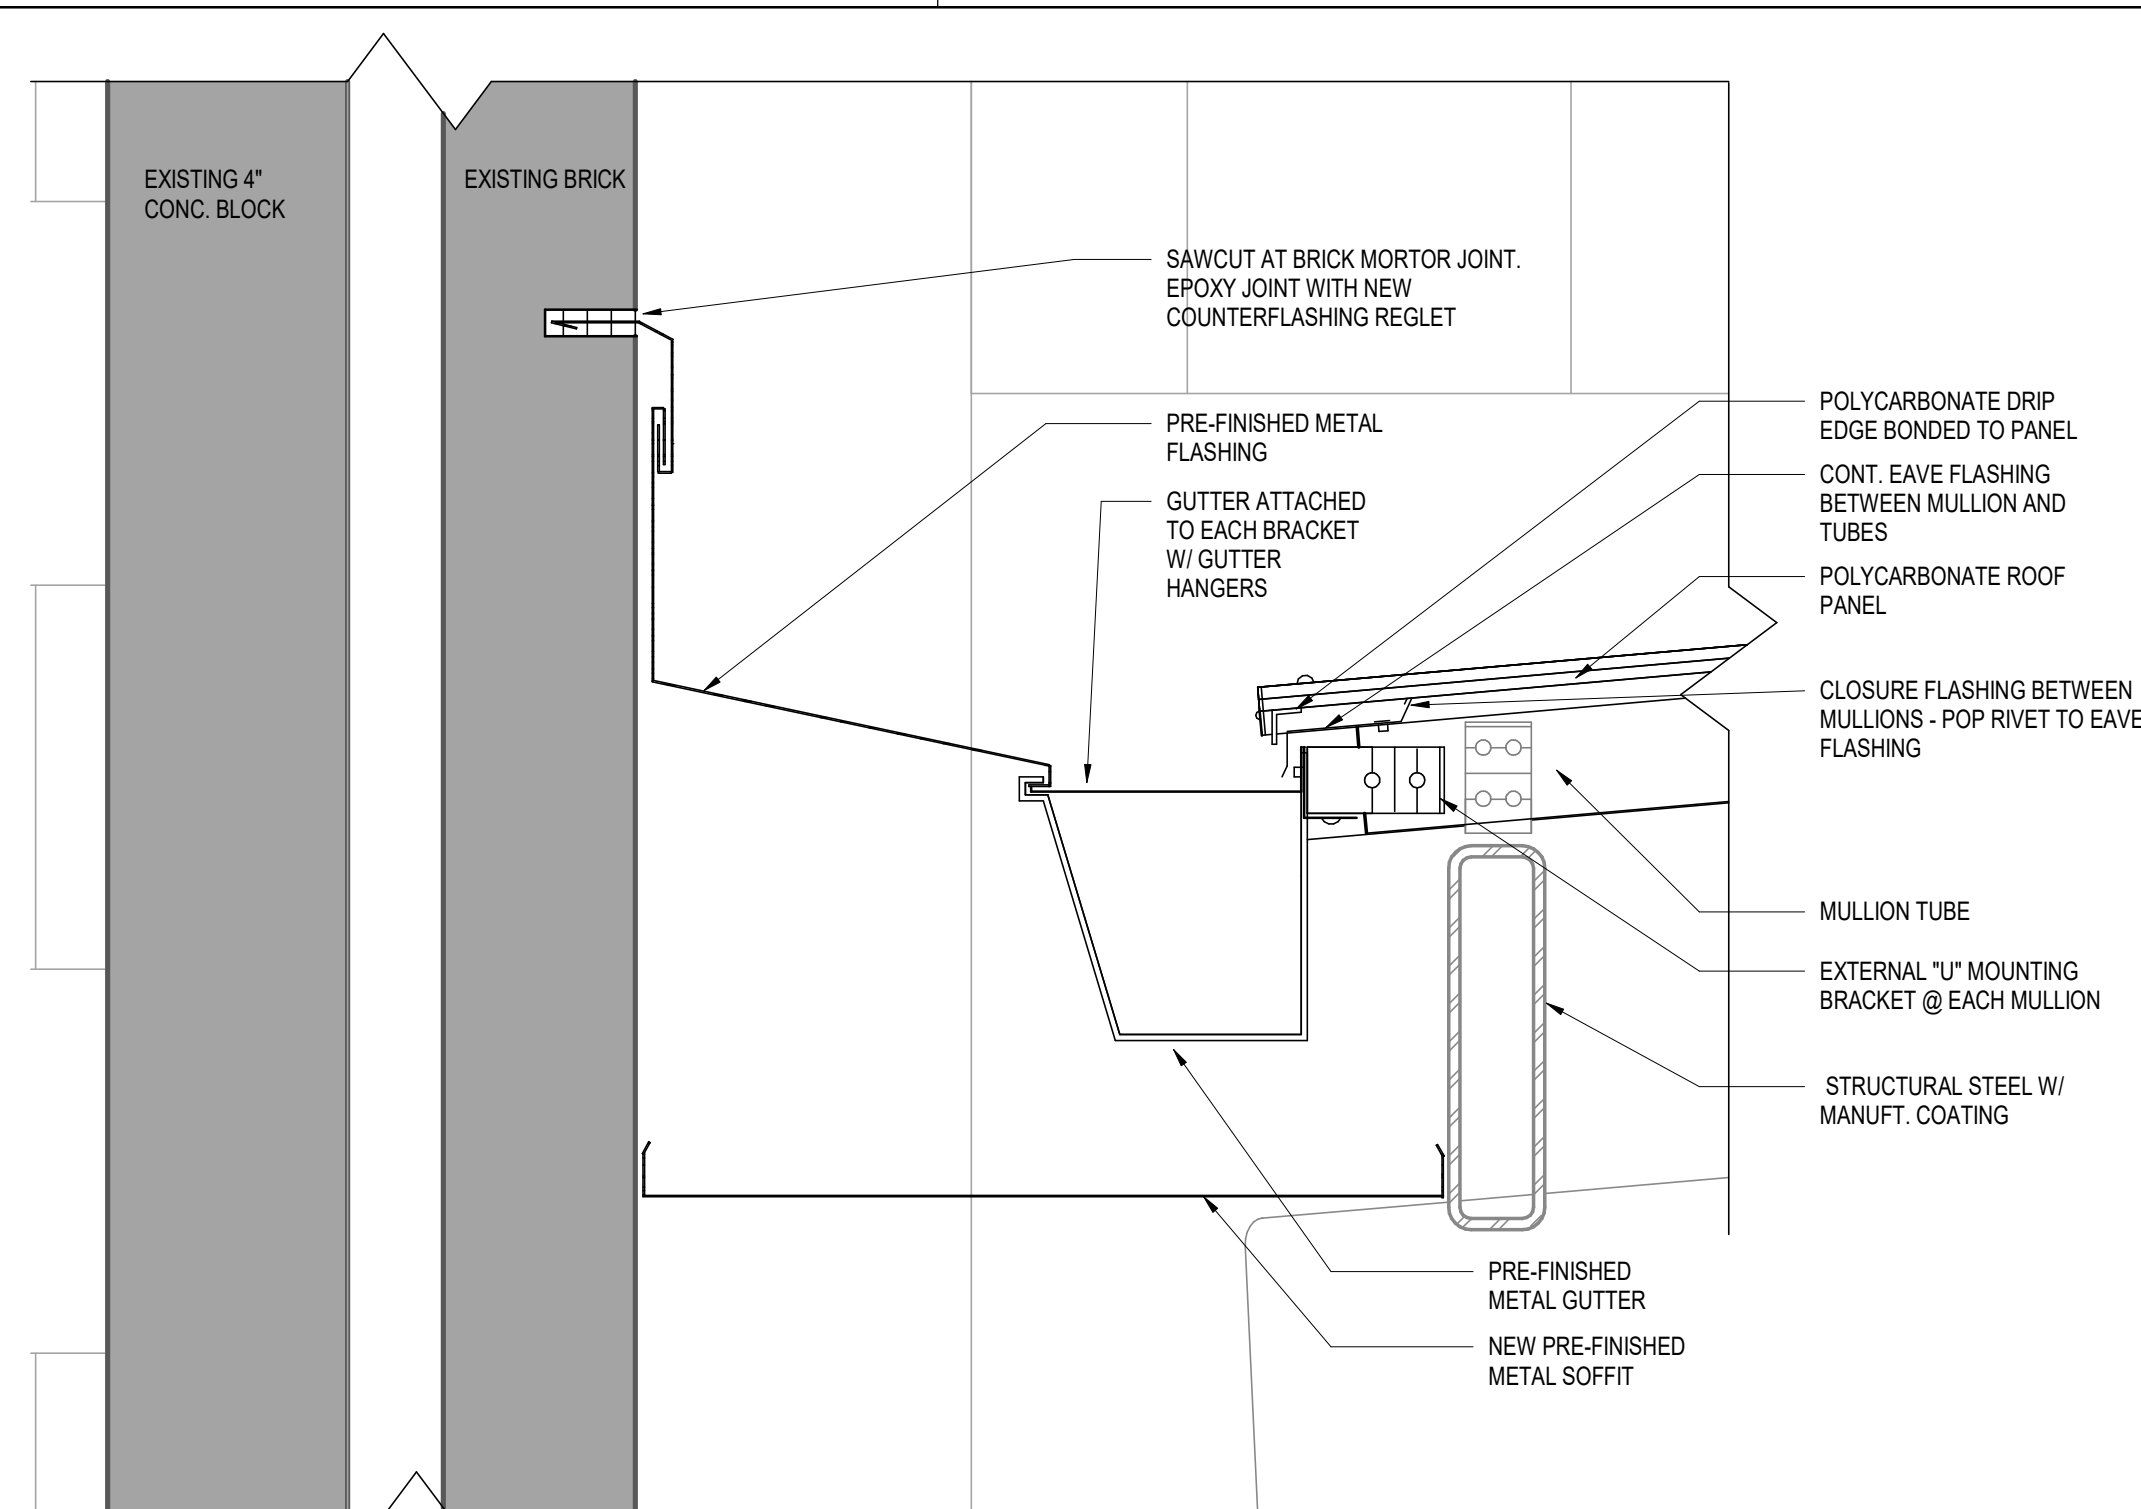 EXISTING 4"
CONC. BLOCK
EXISTING BRICK
SAWCUT AT BRICK MORTOR JOINT.
EPOXY JOINT WITH NEW
COUNTERFLASHING REGLET
PRE-FINISHED METAL
FLASHING
GUTTER ATTACHED
TO EACH BRACKET
W/ GUTTER
HANGERS
POLYCARBONATE DRIP
EDGE BONDED TO PANEL
CONT. EAVE FLASHING
BETWEEN MULLION AND
TUBES
POLYCARBONATE ROOF
PANEL
CLOSURE FLASHING BETWEEN
MULLIONS - POP RIVET TO EAVE
FLASHING
MULLION TUBE
EXTERNAL "U" MOUNTING
BRACKET @ EACH MULLION
STRUCTURAL STEEL W/
MANUFT. COATING
PRE-FINISHED
METAL GUTTER
NEW PRE-FINISHED
METAL SOFFIT